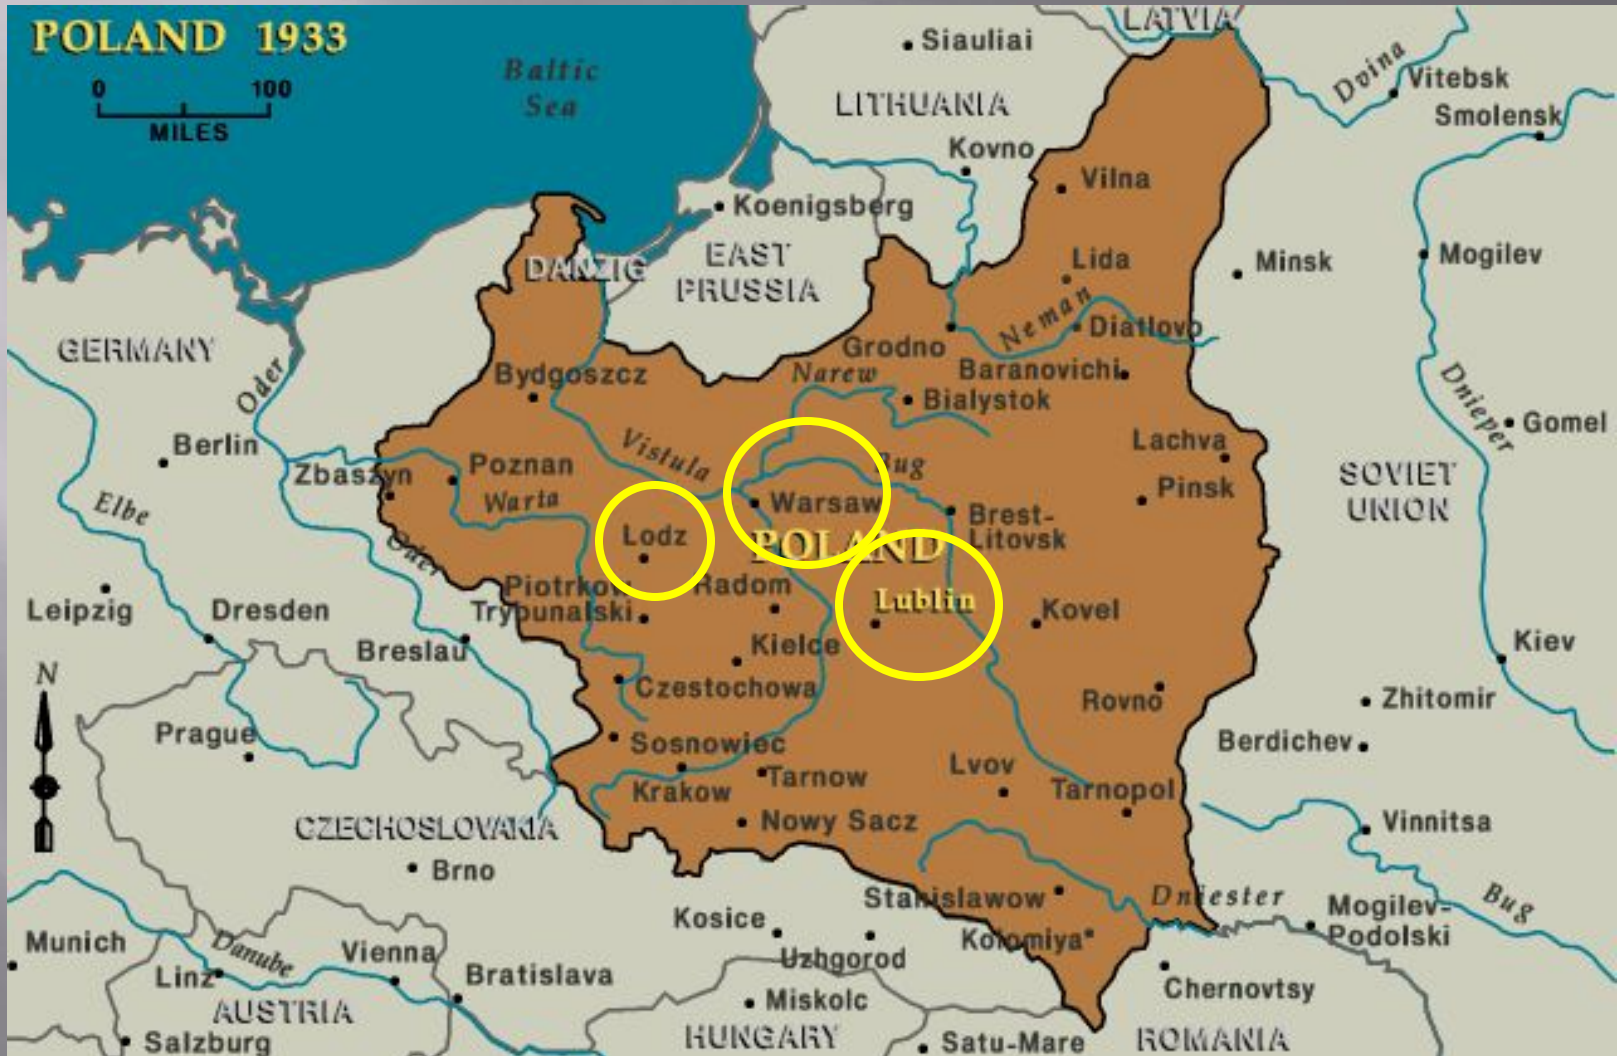 POLAND 1933
0 100
MILES
Baltic
Sea
LATVIA
Siauliai
LITHUANIA
Kovno
Dvina
Vitebsk
Smolensk
Vilna
Koenigsberg
DANZIG
EAST
PRUSSIA
Lida
Minsk
Mogilev
GERMANY
Oder
Neman
Diatlovo
Grodno
Bydgoszcz
Narew
Baranovichi
Bialystok
Dnieper
Gomel
Berlin
Vistula
Lachva
Zbaszyn
Poznan
Bug
Pinsk
SOVIET
UNION
Elbe
Warta
Warsaw
Brest-
Litovsk
Lodz
POLAND
Oder
Piotrkow
Trybunalski
Radom
Lublin
Kovel
Leipzig
Dresden
Breslau
Kielce
Kiev
N
Czestochowa
Rovno
Zhitomir
Prague
Sosnowiec
Berdichev
Krakow
Tarnow
Lvov
Tarnopol
CZECHOSLOVAKIA
Nowy Sacz
Vinnitsa
Brno
Stanislawow
Dniester
Bug
Mogilev-
Podolski
Munich
Danube
Vienna
Kosice
Kolomiya
Linz
Bratislava
Uzhgorod
Chernovtsy
AUSTRIA
Miskolc
Salzburg
HUNGARY
Satu-Mare
ROMANIA